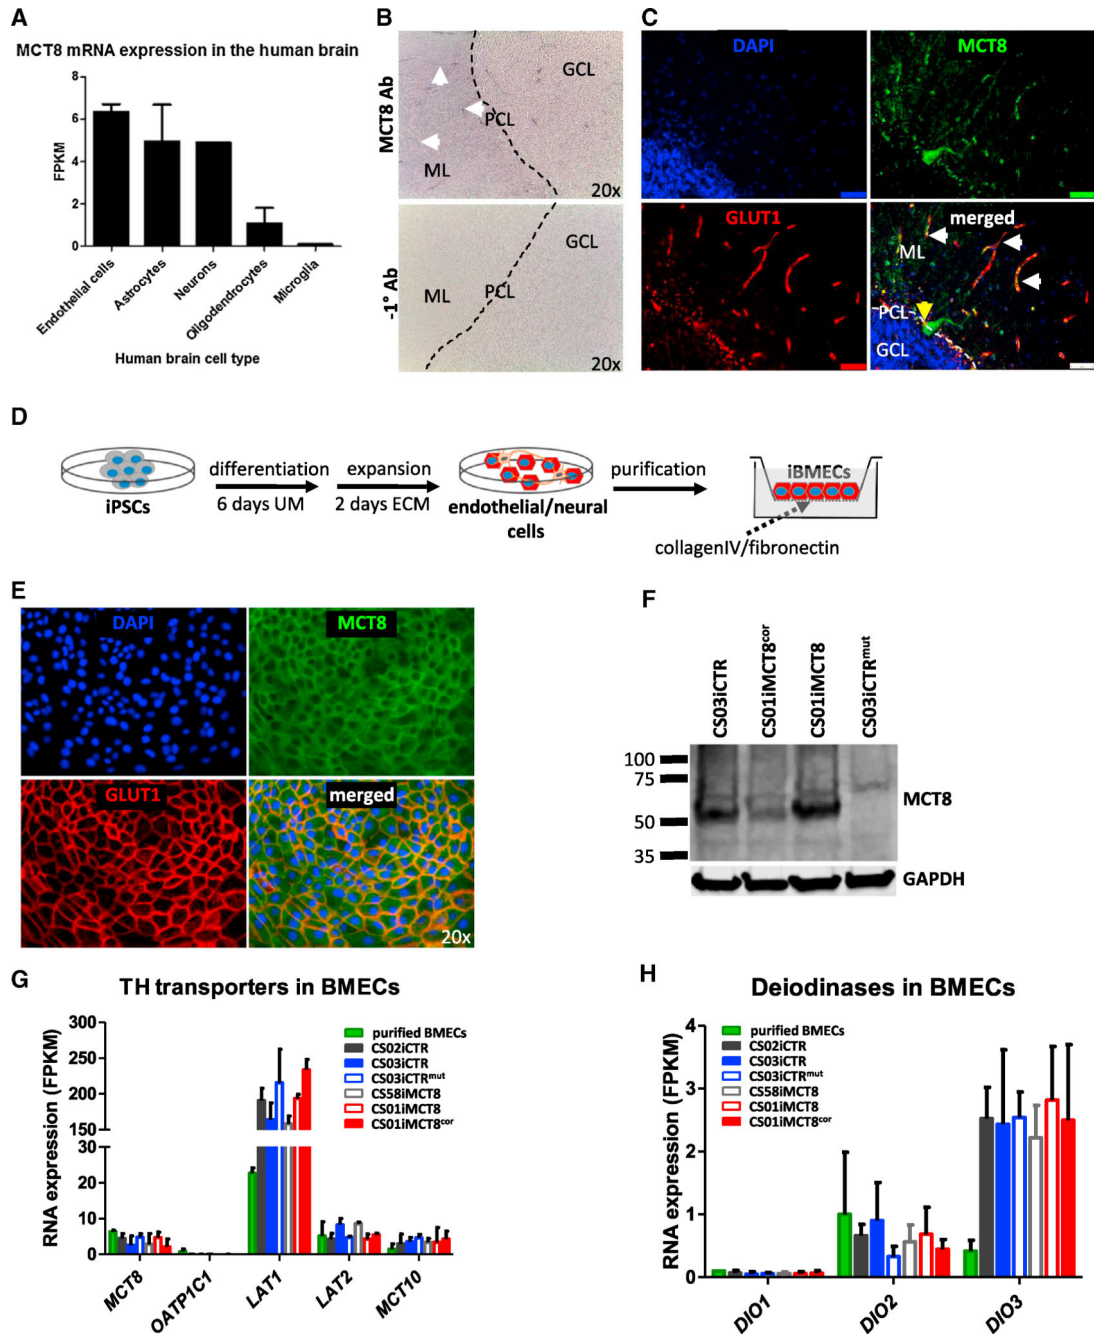 A
MCT8 mRNA expression in the human brain
FPKM
8
6
4
2
0
Endothelial cells
Astrocytes
Neurons
Oligodendrocytes
Microglia
Human brain cell type
B
MCT8 Ab
GCL
PCL
ML
20x
-1° Ab
GCL
ML
PCL
20x
C
DAPI
MCT8
GLUT1
merged
ML
PCL
GCL
D
iPSCs
differentiation
6 days UM
expansion
2 days ECM
endothelial/neural
cells
purification
iBMECs
collagenIV/fibronectin
E
DAPI
MCT8
GLUT1
merged
20x
F
CS03iCTR
CS01iMCT8cor
CS01iMCT8
CS03iCTRmut
100
75
50
35
MCT8
GAPDH
G
TH transporters in BMECs
RNA expression (FPKM)
300
250
200
150
30
20
10
0
purified BMECs
CS02iCTR
CS03iCTR
CS03iCTRmut
CS58iMCT8
CS01iMCT8
CS01iMCT8cor
MCT8
OATP1C1
LAT1
LAT2
MCT10
H
Deiodinases in BMECs
RNA expression (FPKM)
4
3
2
1
0
purified BMECs
CS02iCTR
CS03iCTR
CS03iCTRmut
CS58iMCT8
CS01iMCT8
CS01iMCT8cor
DIO1
DIO2
DIO3